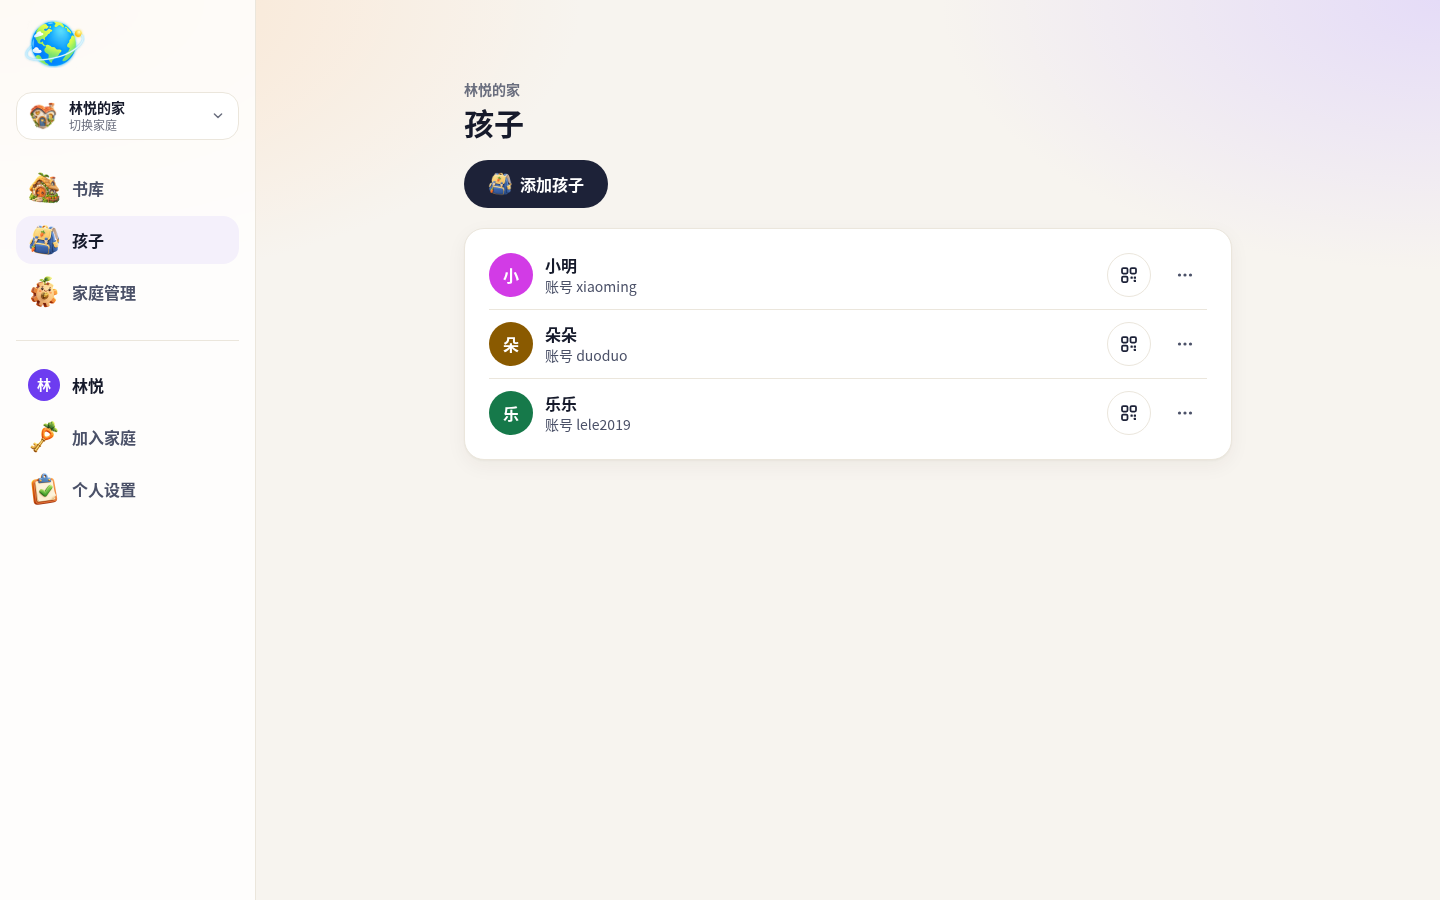 林悦的家
切换家庭
书库
孩子
家庭管理
林
林悦
加入家庭
个人设置
林悦的家
孩子
添加孩子
小
小明
账号 xiaoming
朵
朵朵
账号 duoduo
乐
乐乐
账号 lele2019